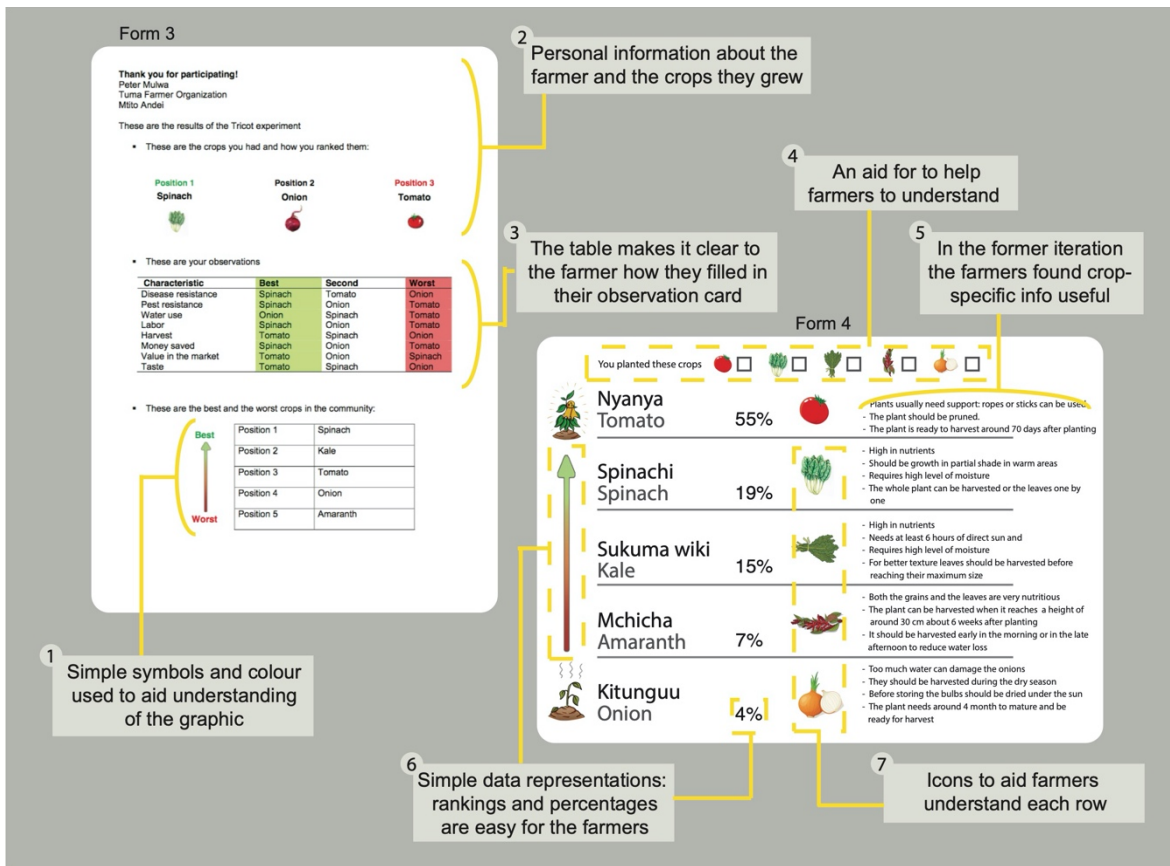 Form 3
Thank you for participating!
Peter Mulwa
Tuma Farmer Organization
Mtito Andei
These are the results of the Tricot experiment
▪ These are the crops you had and how you ranked them:
Position 1 Position 2 Position 3
Spinach Onion Tomato
▪ These are your observations
Characteristic Best Second Worst
Disease resistance Spinach Tomato Onion
Pest resistance Spinach Onion Tomato
Water use Onion Spinach Tomato
Labor Spinach Onion Tomato
Harvest Tomato Spinach Onion
Money saved Spinach Onion Tomato
Value in the market Tomato Onion Spinach
Taste Tomato Spinach Onion
▪ These are the best and the worst crops in the community:
Best
Position 1 Spinach
Position 2 Kale
Position 3 Tomato
Position 4 Onion
Position 5 Amaranth
Worst
1
Simple symbols and colour
used to aid understanding
of the graphic
2
Personal information about the
farmer and the crops they grew
3
The table makes it clear to
the farmer how they filled in
their observation card
4
An aid for to help
farmers to understand
5
In the former iteration
the farmers found crop-
specific info useful
Form 4
You planted these crops
Nyanya
Tomato
55%
- Plants usually need support: ropes or sticks can be used
- The plant should be pruned.
- The plant is ready to harvest around 70 days after planting
Spinachi
Spinach
19%
- High in nutrients
- Should be growth in partial shade in warm areas
- Requires high level of moisture
- The whole plant can be harvested or the leaves one by
one
Sukuma wiki
Kale
15%
- High in nutrients
- Needs at least 6 hours of direct sun and
- Requires high level of moisture
- For better texture leaves should be harvested before
reaching their maximum size
Mchicha
Amaranth
7%
- Both the grains and the leaves are very nutritious
- The plant can be harvested when it reaches a height of
around 30 cm about 6 weeks after planting
- It should be harvested early in the morning or in the late
afternoon to reduce water loss
Kitunguu
Onion
4%
- Too much water can damage the onions
- They should be harvested during the dry season
- Before storing the bulbs should be dried under the sun
- The plant needs around 4 month to mature and be
ready for harvest
6
Simple data representations:
rankings and percentages
are easy for the farmers
7
Icons to aid farmers
understand each row